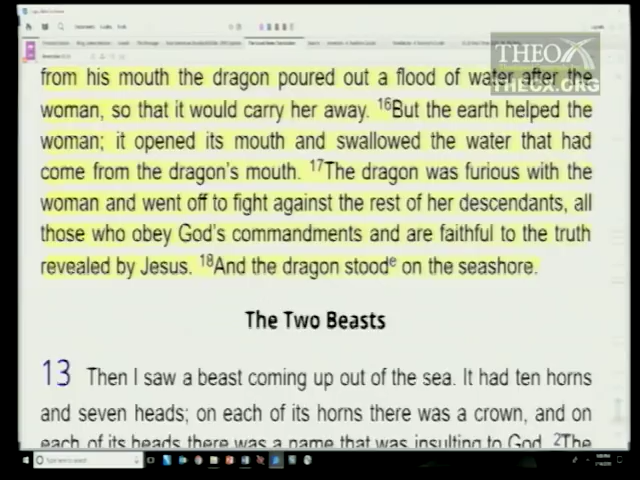 THEOX
THECX.ORG
from his mouth the dragon poured out a flood of water after the
woman, so that it would carry her away. 16But the earth helped the
woman; it opened its mouth and swallowed the water that had
come from the dragon's mouth. 17The dragon was furious with the
woman and went off to fight against the rest of her descendants, all
those who obey God's commandments and are faithful to the truth
revealed by Jesus. 18And the dragon stoode on the seashore.
The Two Beasts
13 Then I saw a beast coming up out of the sea. It had ten horns
and seven heads; on each of its horns there was a crown, and on
each of its heads there was a name that was insulting to God. 2The